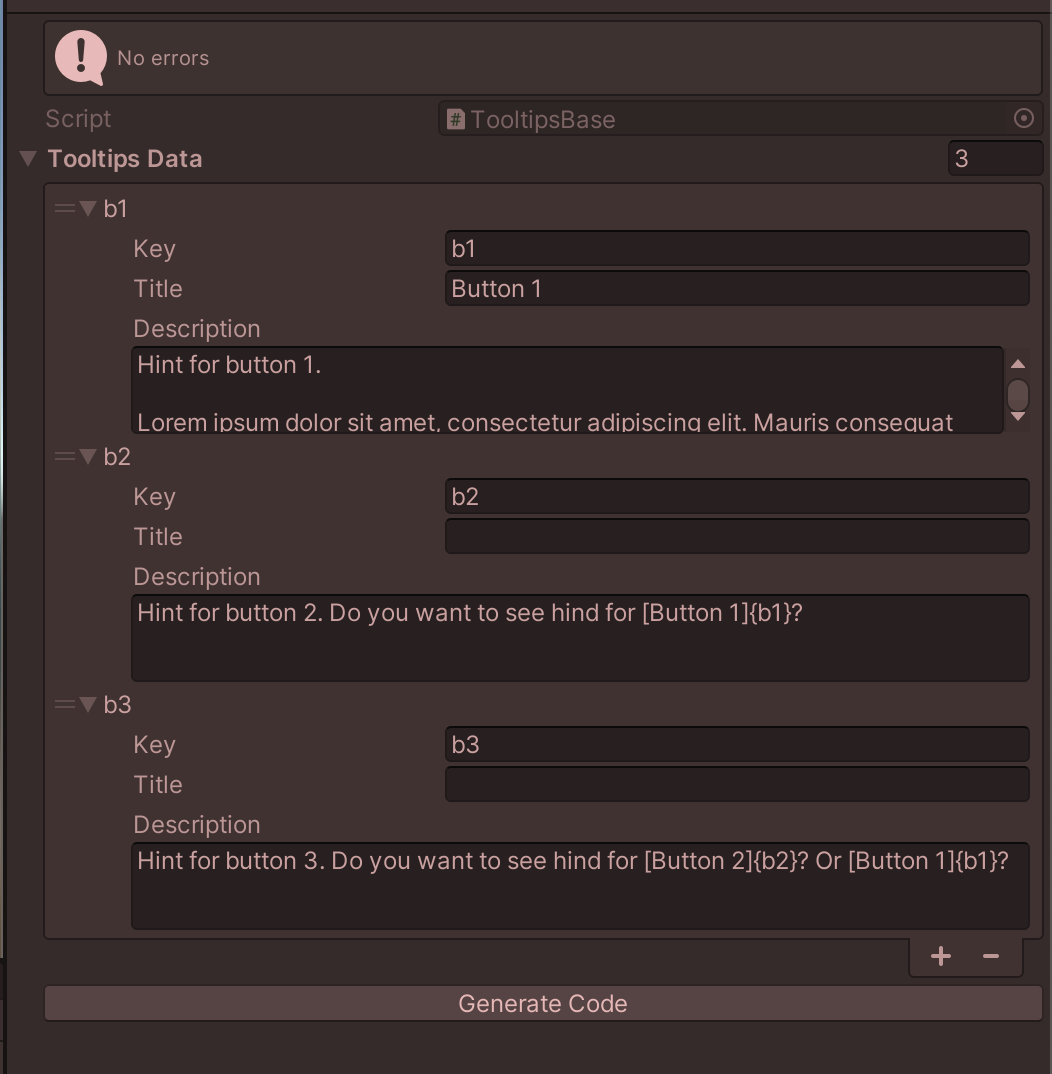 No errors
Script
TooltipsBase
Tooltips Data
3
b1
Key
b1
Title
Button 1
Description
Hint for button 1.
Lorem ipsum dolor sit amet, consectetur adipiscing elit. Mauris consequat
b2
Key
b2
Title
Description
Hint for button 2. Do you want to see hind for [Button 1]{b1}?
b3
Key
b3
Title
Description
Hint for button 3. Do you want to see hind for [Button 2]{b2}? Or [Button 1]{b1}?
Generate Code